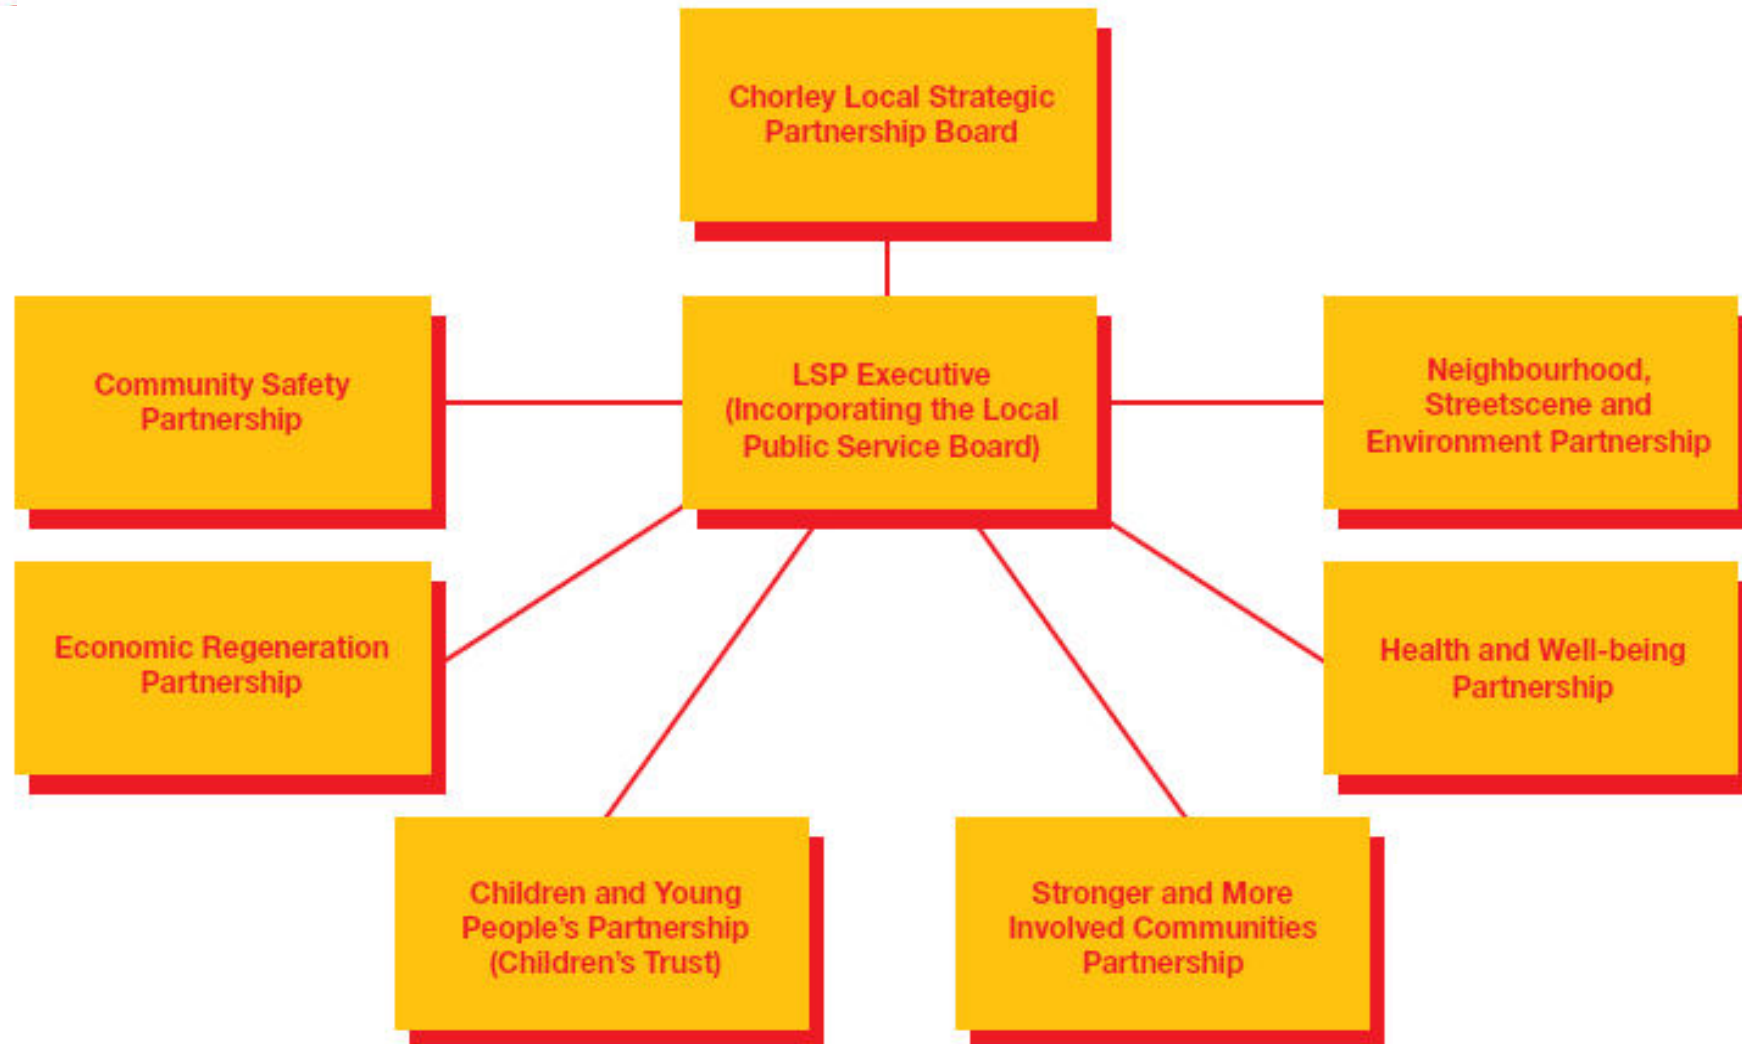 Chorley Local Strategic
Partnership Board
Community Safety
Partnership
LSP Executive
(Incorporating the Local
Public Service Board)
Neighbourhood,
Streetscene and
Environment Partnership
Economic Regeneration
Partnership
Health and Well-being
Partnership
Children and Young
People’s Partnership
(Children’s Trust)
Stronger and More
Involved Communities
Partnership